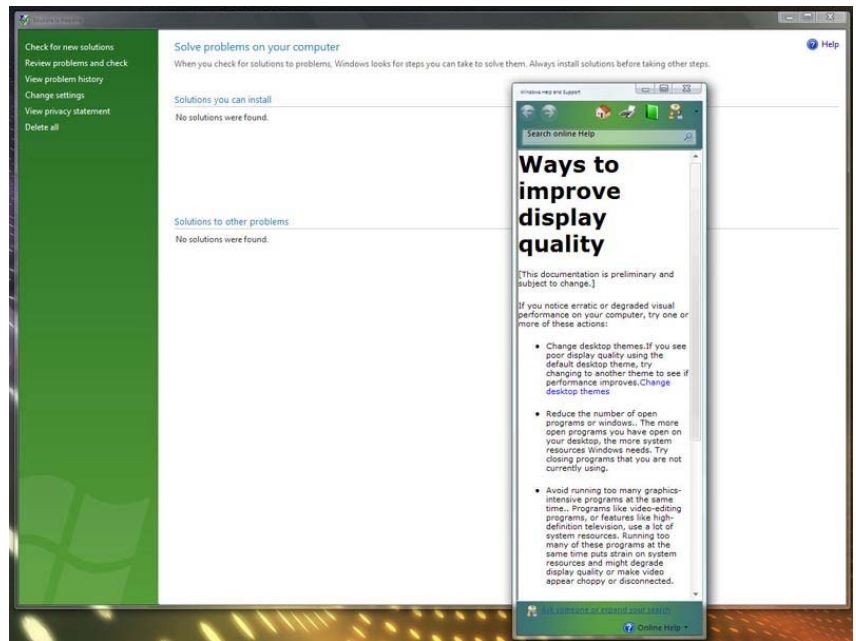 Check for new solutions
Review problems and check
View problem history
Change settings
View privacy statement
Delete all
Solve problems on your computer
Help
When you check for solutions to problems, Windows looks for steps you can take to solve them. Always install solutions before taking other steps.
Solutions you can install
No solutions were found.
Solutions to other problems
No solutions were found.
Windows Help and Support
Search online Help
Ways to
improve
display
quality
[This documentation is preliminary and
subject to change.]
If you notice erratic or degraded visual
performance on your computer, try one or
more of these actions:
• Change desktop themes.If you see
poor display quality using the
default desktop theme, try
changing to another theme to see if
performance improves.Change
desktop themes
• Reduce the number of open
programs or windows.. The more
open programs you have open on
your desktop, the more system
resources Windows needs. Try
closing programs that you are not
currently using.
• Avoid running too many graphics-
intensive programs at the same
time.. Programs like video-editing
programs, or features like high-
definition television, use a lot of
system resources. Running too
many of these programs at the
same time puts strain on system
resources and might degrade
display quality or make video
appear choppy or disconnected.
Ask someone or expand your search
Online Help